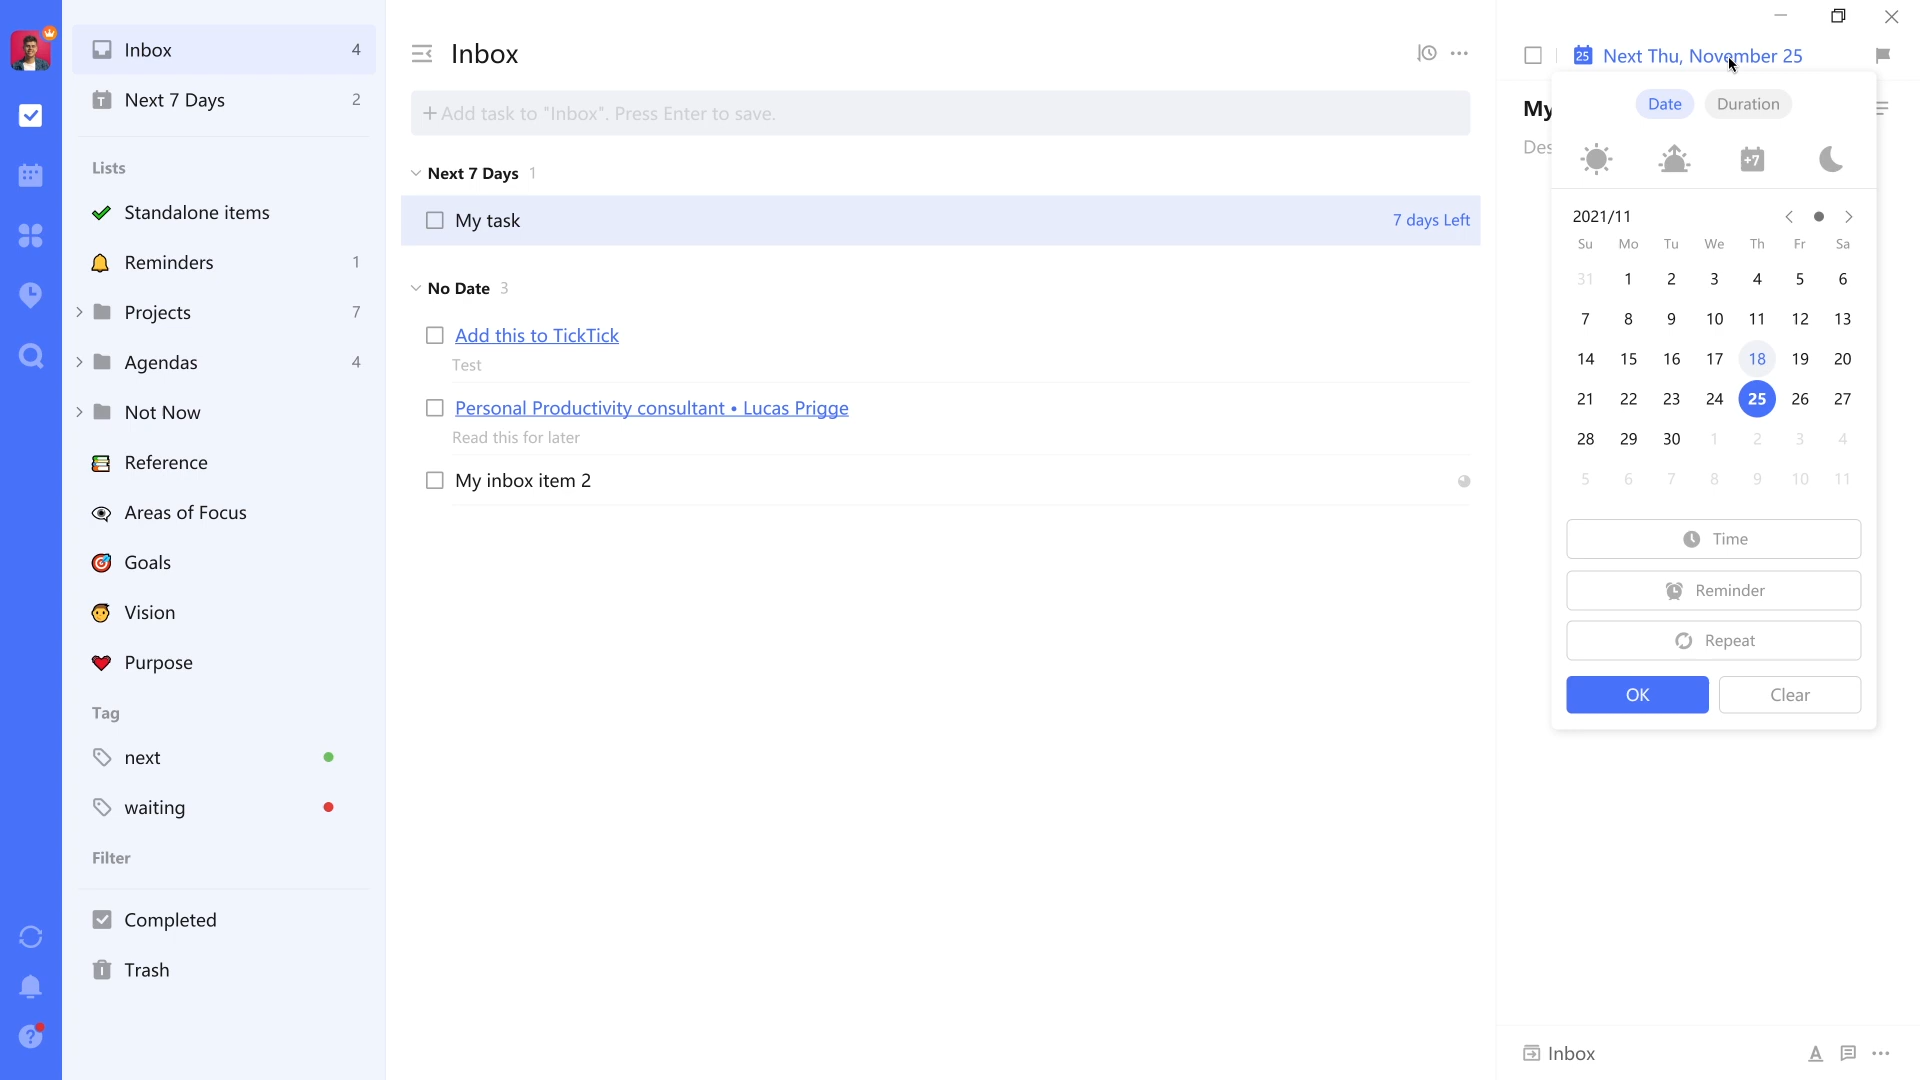 Inbox 4
Next 7 Days 2
Lists
Standalone items
Reminders 1
Projects 7
Agendas 4
Not Now
Reference
Areas of Focus
Goals
Vision
Purpose
Tag
next
waiting
Filter
Completed
Trash
Inbox
+ Add task to "Inbox". Press Enter to save.
Next 7 Days 1
My task 7 days Left
No Date 3
Add this to TickTick
Test
Personal Productivity consultant • Lucas Prigge
Read this for later
My inbox item 2
25 Next Thu, November 25
My
Des
Date Duration
+7
2021/11
Su Mo Tu We Th Fr Sa
31 1 2 3 4 5 6
7 8 9 10 11 12 13
14 15 16 17 18 19 20
21 22 23 24 25 26 27
28 29 30 1 2 3 4
5 6 7 8 9 10 11
Time
Reminder
Repeat
OK Clear
Inbox A